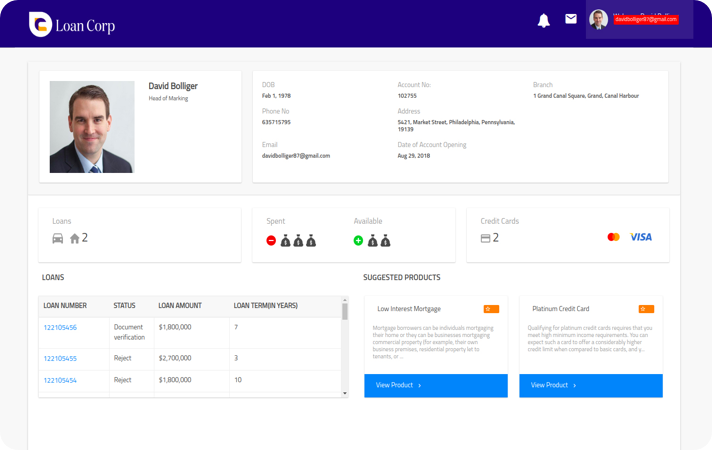 Loan Corp
davidbolliger87@gmail.com
David Bolliger
Head of Marking
DOB
Feb 1, 1978
Account No:
102755
Branch
1 Grand Canal Squara, Grand, Canal Harbour
Phone No
635715795
Address
5421, Market Street, Philadelphia, Pennsylvania,
19139
Email
davidbolliger87@gmail.com
Date of Account Opening
Aug 29, 2018
Loans
2
Spent
Available
Credit Cards
2
VISA
LOANS
LOAN NUMBER STATUS LOAN AMOUNT LOAN TERM(IN YEARS)
122105456 Document verification $1,800,000 7
122105455 Reject $2,700,000 3
122105454 Reject $1,800,000 10
SUGGESTED PRODUCTS
Low Interest Mortgage
Mortgage borrowers can be individuals mortgaging
their home or they can be businesses mortgaging
commercial property (for example, their own
business premises, residential property let to
tenants, or ...
View Product ›
Platinum Credit Card
Qualifying for platinum credit cards requires that you
meet high minimum income requirements. You can
expect such a card to offer a considerably higher
credit limit when compared to basic cards, and y...
View Product ›